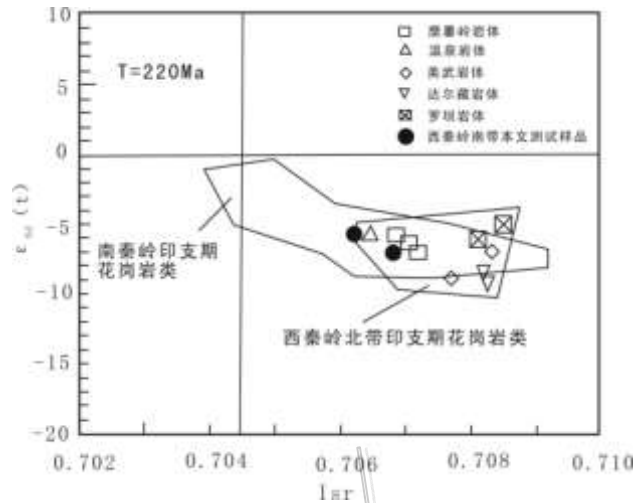 10
T=220Ma
糜署岭岩体
温泉岩体
美武岩体
达尔藏岩体
罗坝岩体
西秦岭南带本文测试样品
5
0
-5
-10
-15
-20
南秦岭印支期
花岗岩类
西秦岭北带印支期花岗岩类
0.702
0.704
0.706
0.708
0.710